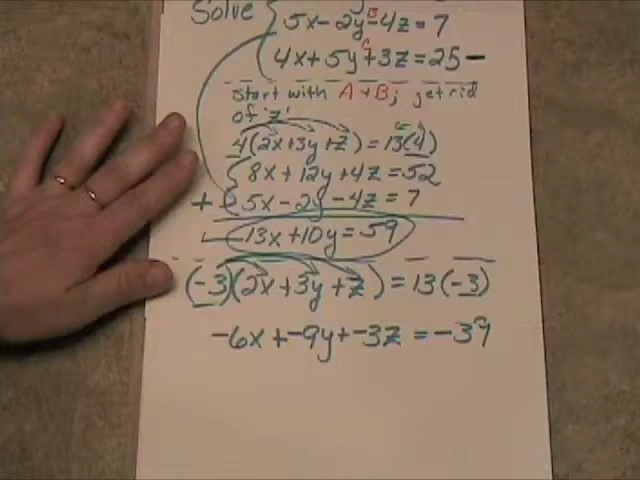 Solve
5x-2y-4z=7
B
4x+5y+3z=25
C
start with A+B; get rid
of 'z'
4(2x+3y+z)=13(4)
8x+12y+4z=52
+ 5x-2y-4z=7
13x+10y=59
(-3)(2x+3y+z)=13(-3)
-6x+-9y+-3z=-39